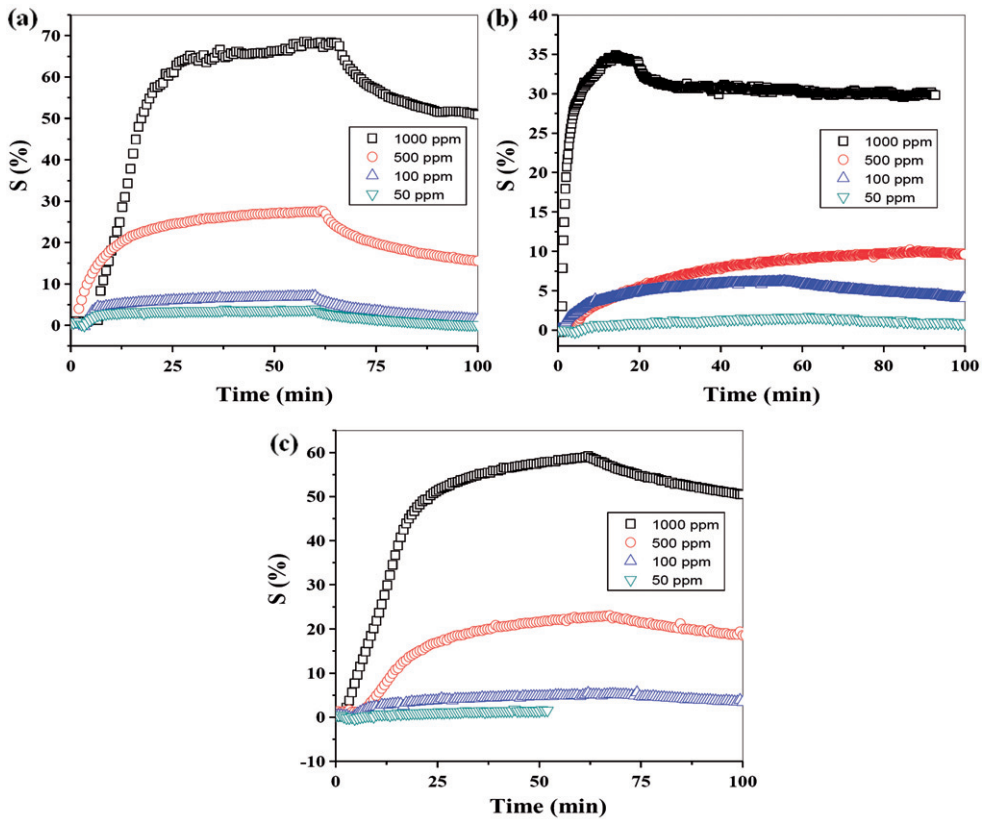 (a)
S (%)
70
60
50
40
30
20
10
0
1000 ppm
500 ppm
100 ppm
50 ppm
0 25 50 75 100
Time (min)
(b)
S (%)
40
35
30
25
20
15
10
5
0
1000 ppm
500 ppm
100 ppm
50 ppm
0 20 40 60 80 100
Time (min)
(c)
S (%)
60
50
40
30
20
10
0
-10
1000 ppm
500 ppm
100 ppm
50 ppm
0 25 50 75 100
Time (min)